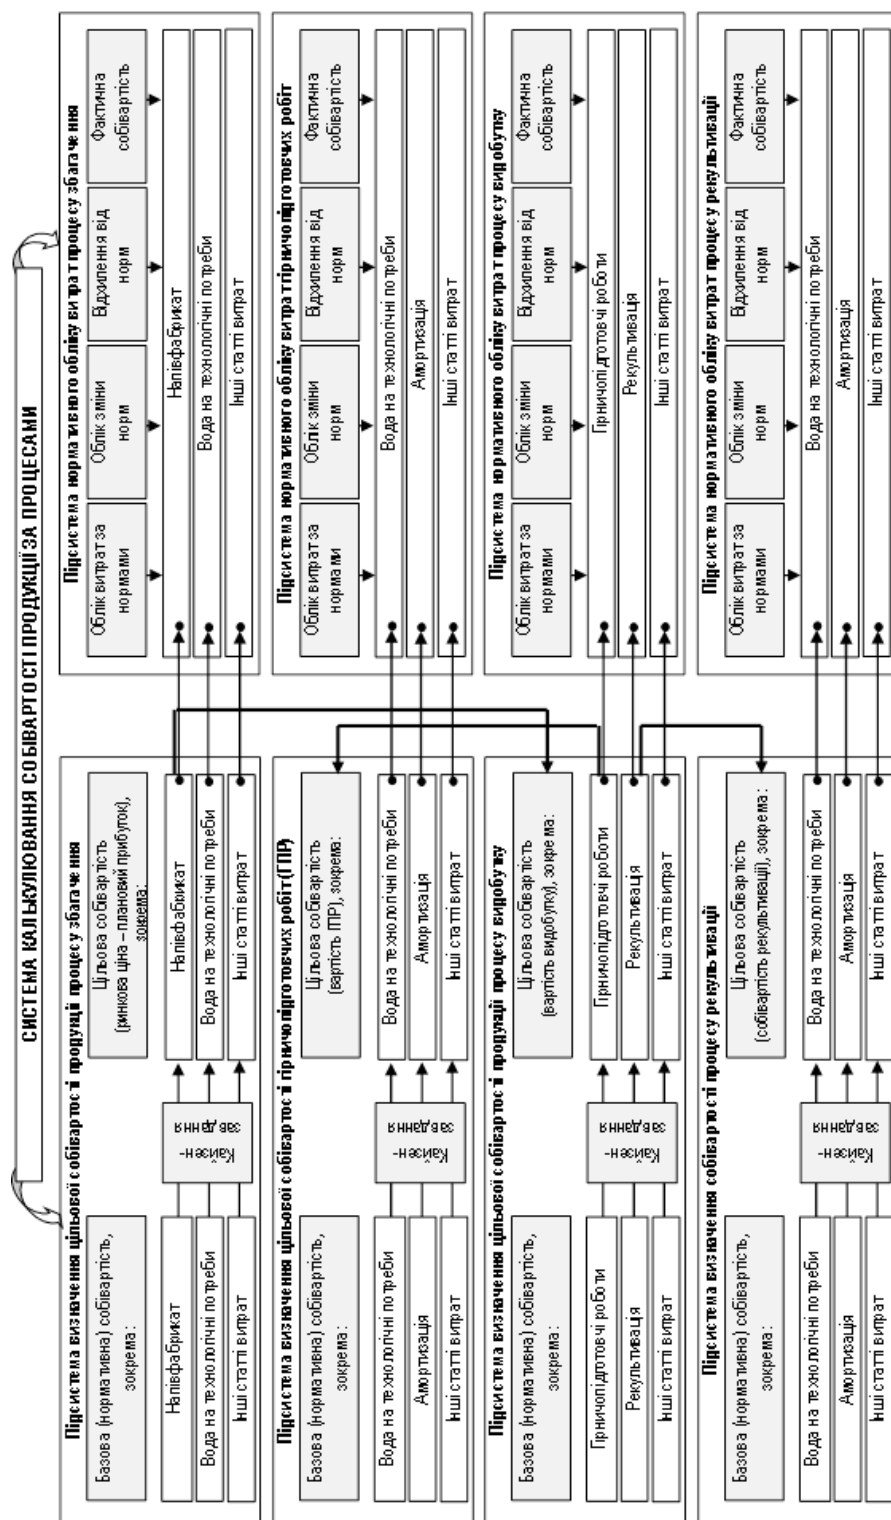 СИСТЕМА КАЛЬКУЛЮВАННЯ СОБІВАРТОСТІ ПРОДУКЦІЇ ЗА ПРОЦЕСАМИ
Підсистема визначення цільової собівартості продукції процесу збагачення
Базова (нормативна) собівартість,
зокрема:
Напівфабрикат
Вода на технологічні потреби
Інші статті витрат
Кайзен-
завдання
Цільова собівартість
(ринкова ціна – плановий прибуток),
зокрема:
Напівфабрикат
Вода на технологічні потреби
Інші статті витрат
Підсистема нормативного обліку витрат процесу збагачення
Облік витрат за
нормами
Облік зміни
норм
Відхилення від
норм
Фактична
собівартість
Напівфабрикат
Вода на технологічні потреби
Інші статті витрат
Підсистема визначення цільової собівартості гірничопідготовчих робіт (ГПР)
Базова (нормативна) собівартість,
зокрема:
Вода на технологічні потреби
Амортизація
Інші статті витрат
Кайзен-
завдання
Цільова собівартість
(вартість ГПР), зокрема:
Вода на технологічні потреби
Амортизація
Інші статті витрат
Підсистема нормативного обліку витрат гірничопідготовчих робіт
Облік витрат за
нормами
Облік зміни
норм
Відхилення від
норм
Фактична
собівартість
Вода на технологічні потреби
Амортизація
Інші статті витрат
Підсистема визначення цільової собівартості продукції процесу видобутку
Базова (нормативна) собівартість,
зокрема:
Гірничопідготовчі роботи
Рекультивація
Інші статті витрат
Кайзен-
завдання
Цільова собівартість
(вартість видобутку), зокрема:
Гірничопідготовчі роботи
Рекультивація
Інші статті витрат
Підсистема нормативного обліку витрат процесу видобутку
Облік витрат за
нормами
Облік зміни
норм
Відхилення від
норм
Фактична
собівартість
Гірничопідготовчі роботи
Рекультивація
Інші статті витрат
Підсистема визначення собівартості процесу рекультивації
Базова (нормативна) собівартість,
зокрема:
Вода на технологічні потреби
Амортизація
Інші статті витрат
Кайзен-
завдання
Цільова собівартість
(собівартість рекультивації), зокрема:
Вода на технологічні потреби
Амортизація
Інші статті витрат
Підсистема нормативного обліку витрат процесу рекультивації
Облік витрат за
нормами
Облік зміни
норм
Відхилення від
норм
Фактична
собівартість
Вода на технологічні потреби
Амортизація
Інші статті витрат